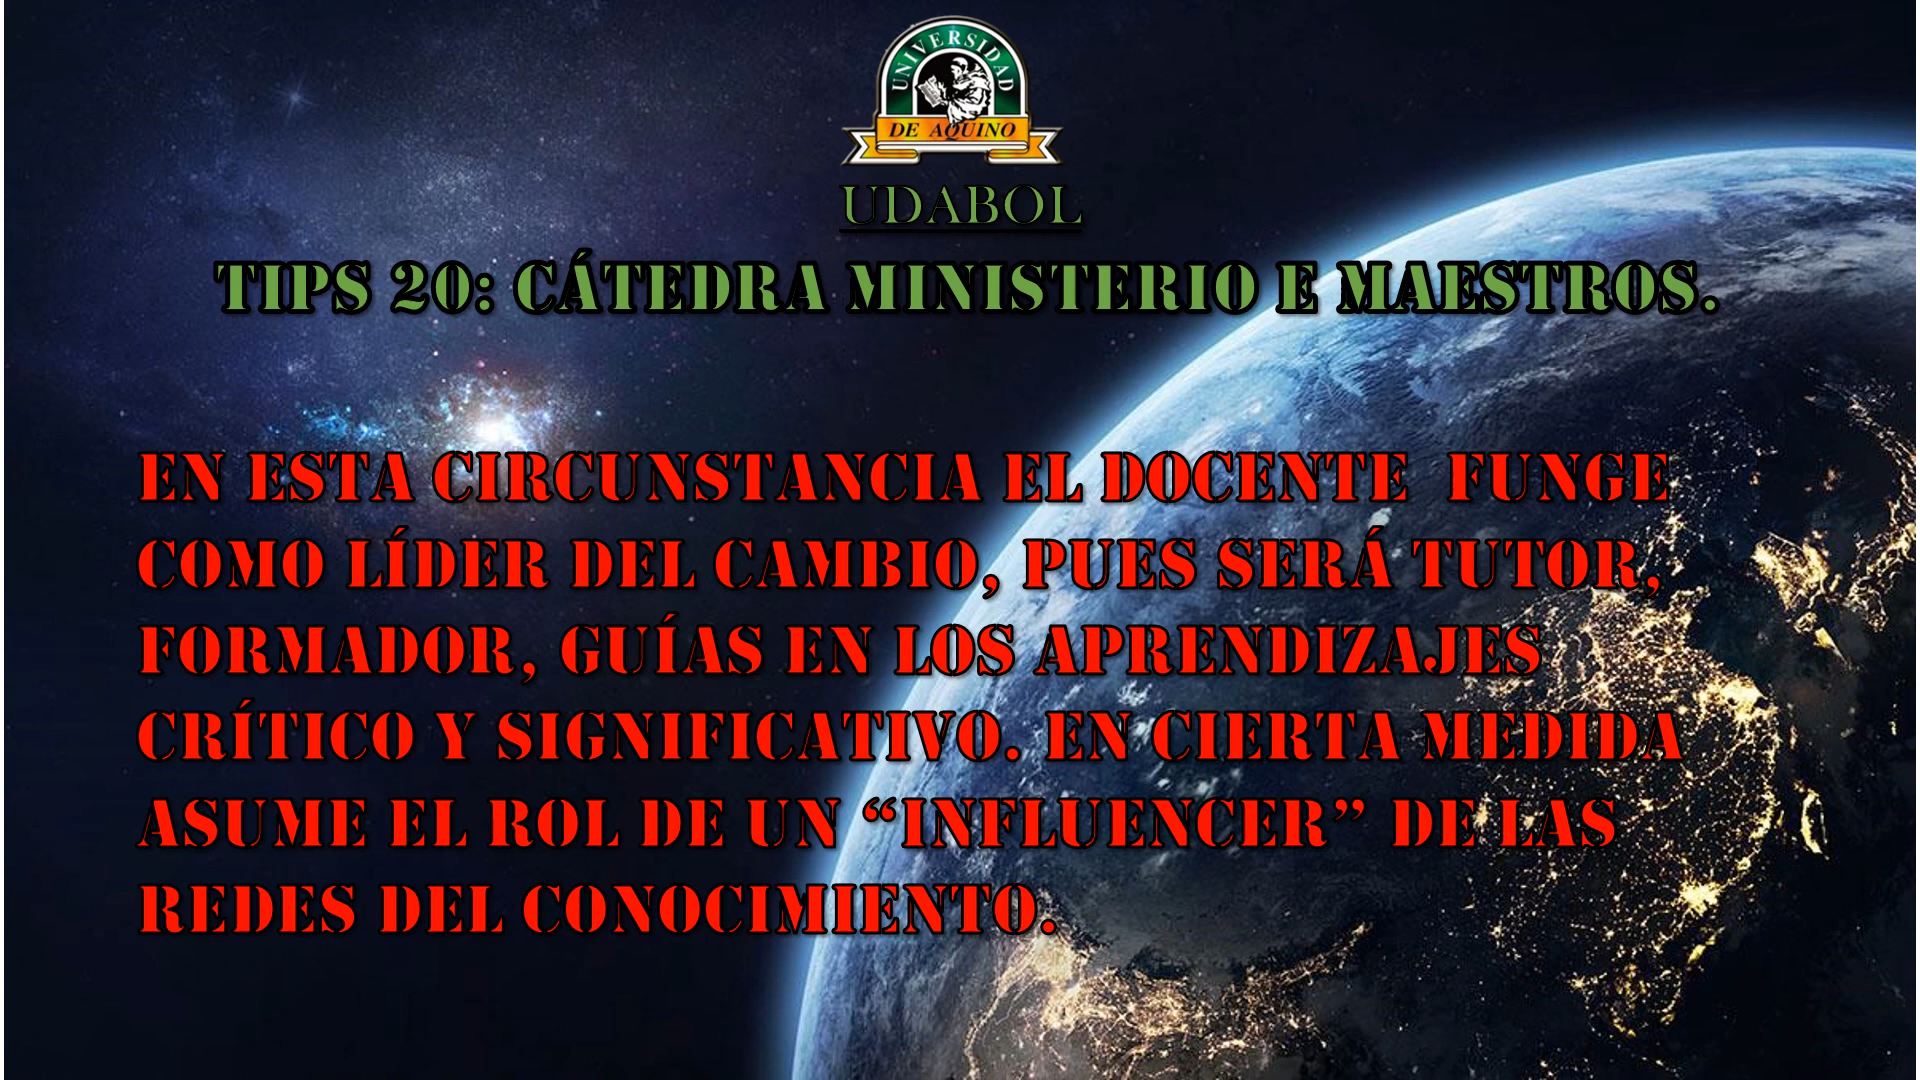 UNIVERSIDAD
DE AQUINO
UDABOL
TIPS 20: CÁTEDRA MINISTERIO E MAESTROS.
EN ESTA CIRCUNSTANCIA EL DOCENTE FUNGE
COMO LÍDER DEL CAMBIO, PUES SERÁ TUTOR,
FORMADOR, GUÍAS EN LOS APRENDIZAJES
CRÍTICO Y SIGNIFICATIVO. EN CIERTA MEDIDA
ASUME EL ROL DE UN “INFLUENCER” DE LAS
REDES DEL CONOCIMIENTO.